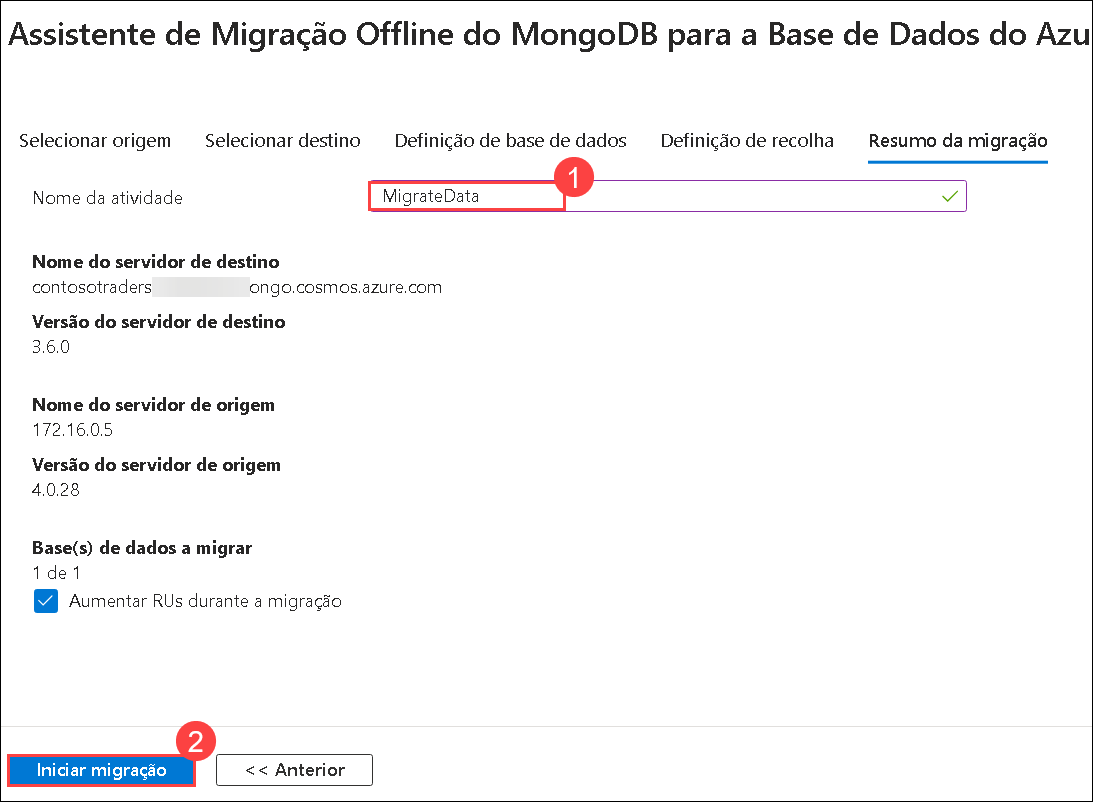 Assistente de Migração Offline do MongoDB para a Base de Dados do Azu
Selecionar origem Selecionar destino Definição de base de dados Definição de recolha Resumo da migração
1
Nome da atividade MigrateData
Nome do servidor de destino
contosotraders ongo.cosmos.azure.com
Versão do servidor de destino
3.6.0
Nome do servidor de origem
172.16.0.5
Versão do servidor de origem
4.0.28
Base(s) de dados a migrar
1 de 1
Aumentar RUs durante a migração
2
Iniciar migração << Anterior